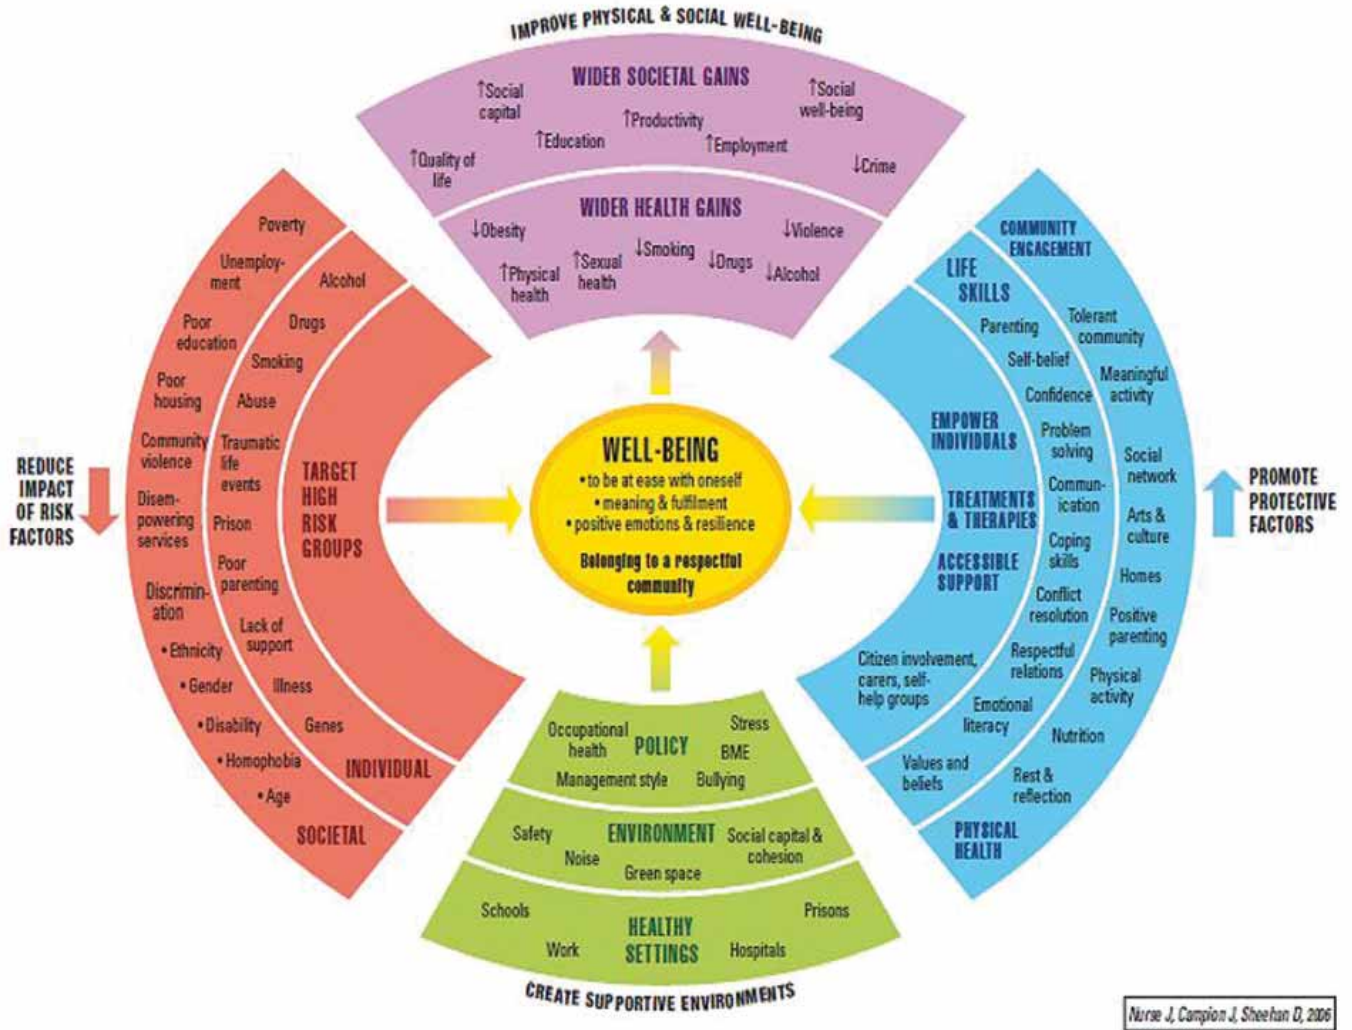 IMPROVE PHYSICAL & SOCIAL WELL-BEING
WIDER SOCIETAL GAINS
↑Social
capital
↑Education
↑Productivity
↑Employment
↑Social
well-being
↑Quality of
life
↓Crime
WIDER HEALTH GAINS
↓Obesity
↑Physical
health
↑Sexual
health
↓Smoking
↓Drugs
↓Violence
↓Alcohol
REDUCE
IMPACT
OF RISK
FACTORS
Poverty
Unemploy-
ment
Poor
education
Poor
housing
Community
violence
Disem-
powering
services
Discrimin-
ation
• Ethnicity
• Gender
• Disability
• Homophobia
• Age
SOCIETAL
Alcohol
Drugs
Smoking
Abuse
Traumatic
life
events
Prison
Poor
parenting
Lack of
support
Illness
Genes
INDIVIDUAL
TARGET
HIGH
RISK
GROUPS
WELL-BEING
• to be at ease with oneself
• meaning & fulfilment
• positive emotions & resilience
Belonging to a respectful
community
EMPOWER
INDIVIDUALS
TREATMENTS
& THERAPIES
ACCESSIBLE
SUPPORT
Citizen involvement,
carers, self-
help groups
LIFE
SKILLS
Parenting
Self-belief
Confidence
Problem
solving
Commun-
ication
Coping
skills
Conflict
resolution
Respectful
relations
Emotional
literacy
Values and
beliefs
COMMUNITY
ENGAGEMENT
Tolerant
community
Meaningful
activity
Social
network
Arts &
culture
Homes
Positive
parenting
Physical
activity
Nutrition
Rest &
reflection
PHYSICAL
HEALTH
PROMOTE
PROTECTIVE
FACTORS
Occupational
health
POLICY
Stress
BME
Management style
Bullying
Safety
Noise
ENVIRONMENT
Green space
Social capital &
cohesion
Schools
Work
HEALTHY
SETTINGS
Hospitals
Prisons
CREATE SUPPORTIVE ENVIRONMENTS
Nurse J, Campion J, Sheehan D, 2006